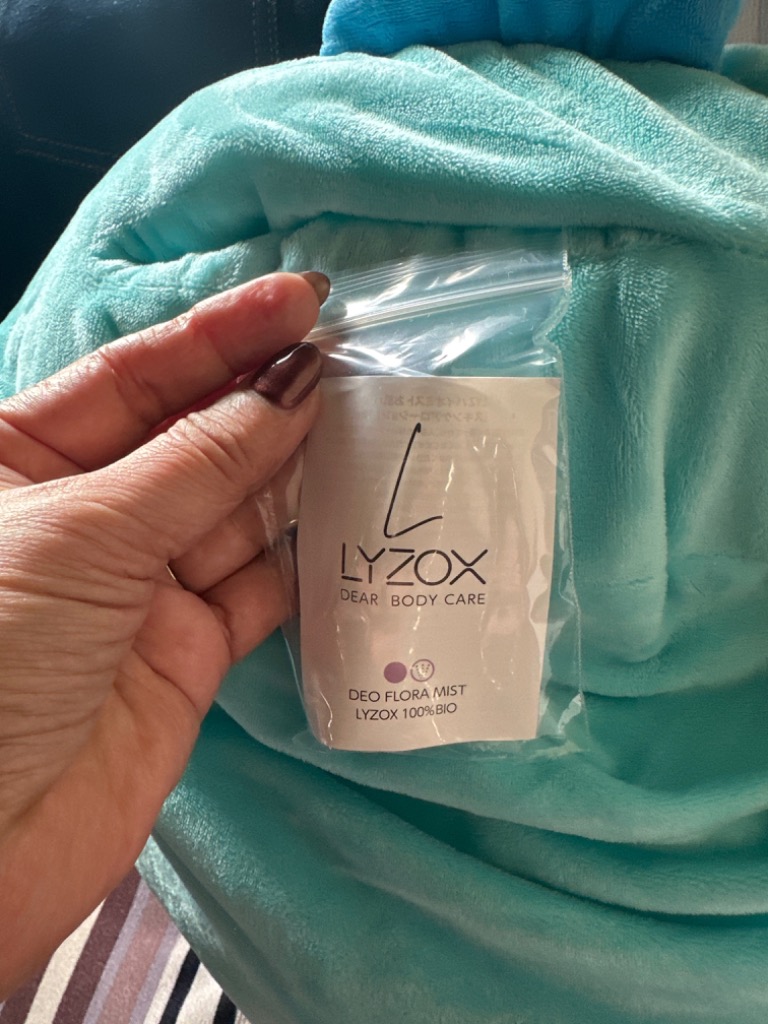 LYZOX
DEAR BODY CARE
DEO FLORA MIST
LYZOX 100%BIO